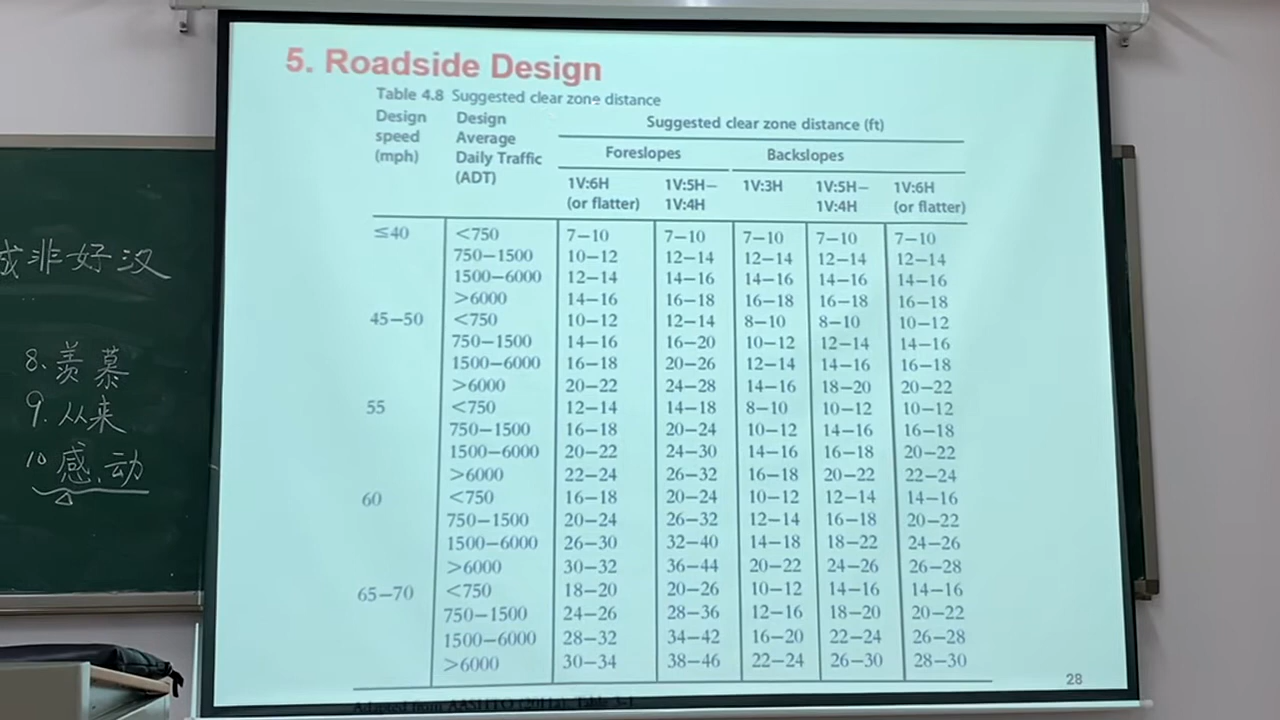 5. Roadside Design
Table 4.8 Suggested clear zone distance
Design speed (mph) Design Average Daily Traffic (ADT) Suggested clear zone distance (ft)
Foreslopes Backslopes
1V:6H (or flatter) 1V:5H–1V:4H 1V:3H 1V:5H–1V:4H 1V:6H (or flatter)
≤40 <750 7–10 7–10 7–10 7–10 7–10
750–1500 10–12 12–14 12–14 12–14 12–14
1500–6000 12–14 14–16 14–16 14–16 14–16
>6000 14–16 16–18 16–18 16–18 16–18
45–50 <750 10–12 12–14 8–10 8–10 10–12
750–1500 14–16 16–20 10–12 12–14 14–16
1500–6000 16–18 20–26 12–14 14–16 16–18
>6000 20–22 24–28 14–16 18–20 20–22
55 <750 12–14 14–18 8–10 10–12 10–12
750–1500 16–18 20–24 10–12 14–16 16–18
1500–6000 20–22 24–30 14–16 16–18 20–22
>6000 22–24 26–32 16–18 20–22 22–24
60 <750 16–18 20–24 10–12 12–14 14–16
750–1500 20–24 26–32 12–14 16–18 20–22
1500–6000 26–30 32–40 14–18 18–22 24–26
>6000 30–32 36–44 20–22 24–26 26–28
65–70 <750 18–20 20–26 10–12 14–16 14–16
750–1500 24–26 28–36 12–16 18–20 20–22
1500–6000 28–32 34–42 16–20 22–24 26–28
>6000 30–34 38–46 22–24 26–30 28–30
28
非好汉
8. 羡慕
9. 从来
10 感动